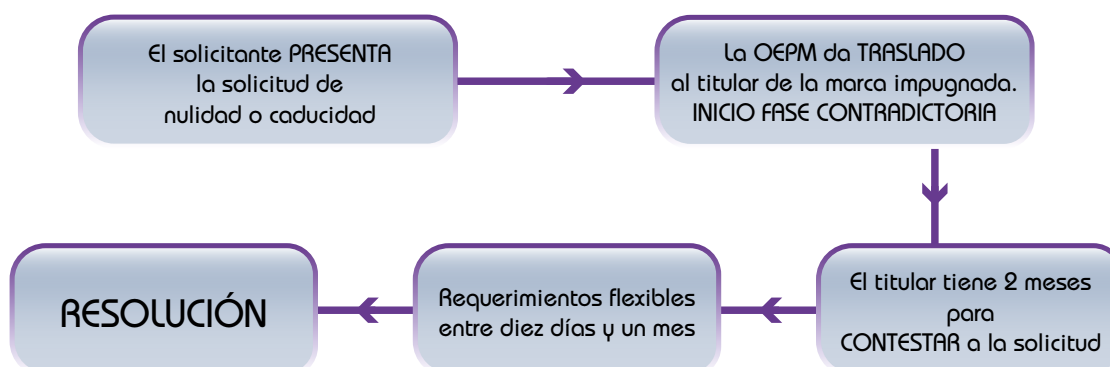 El solicitante PRESENTA
la solicitud de
nulidad o caducidad
La OEPM da TRASLADO
al titular de la marca impugnada.
INICIO FASE CONTRADICTORIA
El titular tiene 2 meses
para
CONTESTAR a la solicitud
Requerimientos flexibles
entre diez días y un mes
RESOLUCIÓN